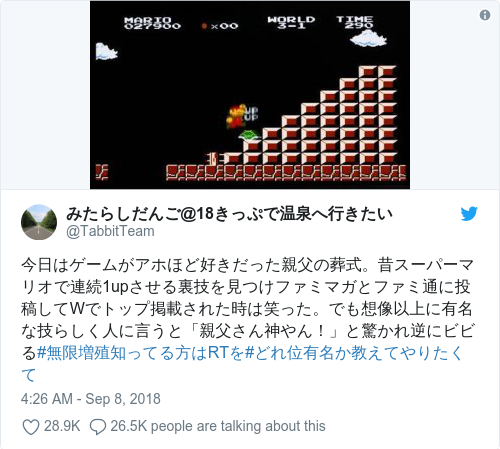 MARIO WORLD TIME
027900 ×00 3-1 290
UP
UP
みたらしだんご@18きっぷで温泉へ行きたい
@TabbitTeam
今日はゲームがアホほど好きだった親父の葬式。昔スーパーマ
リオで連続1upさせる裏技を見つけファミマガとファミ通に投
稿してWでトップ掲載された時は笑った。でも想像以上に有名
な技らしく人に言うと「親父さん神やん！」と驚かれ逆にビビ
る#無限増殖知ってる方はRTを#どれ位有名か教えてやりたく
て
4:26 AM - Sep 8, 2018
28.9K 26.5K people are talking about this